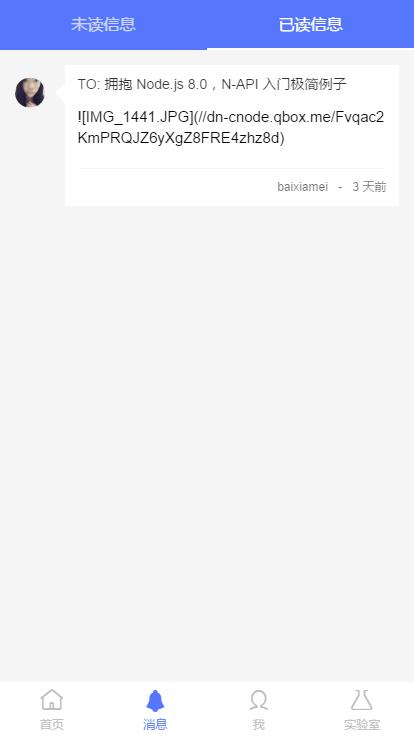 未读信息 已读信息
TO: 拥抱 Node.js 8.0，N-API 入门极简例子
![IMG_1441.JPG](//dn-cnode.qbox.me/Fvqac2
KmPRQJZ6yXgZ8FRE4zhz8d)
baixiamei - 3 天前
首页 消息 我 实验室